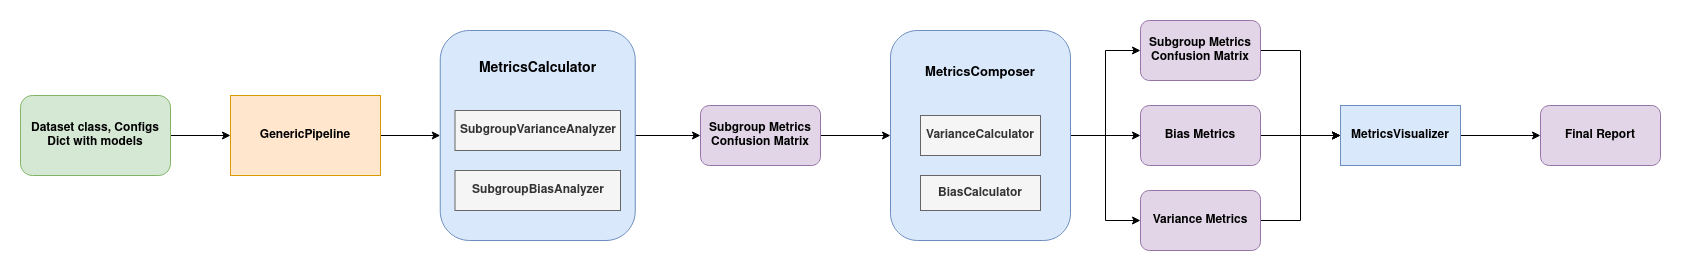 Dataset class, Configs
Dict with models
GenericPipeline
MetricsCalculator
SubgroupVarianceAnalyzer
SubgroupBiasAnalyzer
Subgroup Metrics
Confusion Matrix
MetricsComposer
VarianceCalculator
BiasCalculator
Subgroup Metrics
Confusion Matrix
Bias Metrics
Variance Metrics
MetricsVisualizer
Final Report